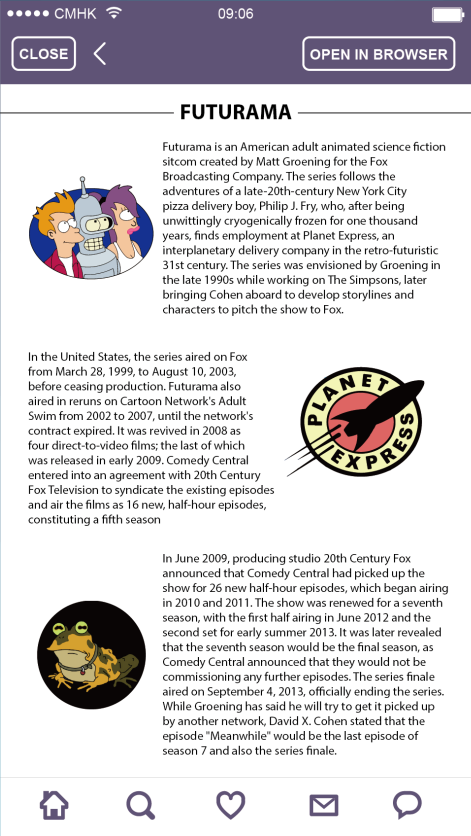 CMHK
09:06
CLOSE
OPEN IN BROWSER
FUTURAMA
Futurama is an American adult animated science fiction
sitcom created by Matt Groening for the Fox
Broadcasting Company. The series follows the
adventures of a late-20th-century New York City
pizza delivery boy, Philip J. Fry, who, after being
unwittingly cryogenically frozen for one thousand
years, finds employment at Planet Express, an
interplanetary delivery company in the retro-futuristic
31st century. The series was envisioned by Groening in
the late 1990s while working on The Simpsons, later
bringing Cohen aboard to develop storylines and
characters to pitch the show to Fox.
In the United States, the series aired on Fox
from March 28, 1999, to August 10, 2003,
before ceasing production. Futurama also
aired in reruns on Cartoon Network's Adult
Swim from 2002 to 2007, until the network's
contract expired. It was revived in 2008 as
four direct-to-video films; the last of which
was released in early 2009. Comedy Central
entered into an agreement with 20th Century
Fox Television to syndicate the existing episodes
and air the films as 16 new, half-hour episodes,
constituting a fifth season
PLANET
EXPRESS
In June 2009, producing studio 20th Century Fox
announced that Comedy Central had picked up the
show for 26 new half-hour episodes, which began airing
in 2010 and 2011. The show was renewed for a seventh
season, with the first half airing in June 2012 and the
second set for early summer 2013. It was later revealed
that the seventh season would be the final season, as
Comedy Central announced that they would not be
commissioning any further episodes. The series finale
aired on September 4, 2013, officially ending the series.
While Groening has said he will try to get it picked up
by another network, David X. Cohen stated that the
episode "Meanwhile" would be the last episode of
season 7 and also the series finale.